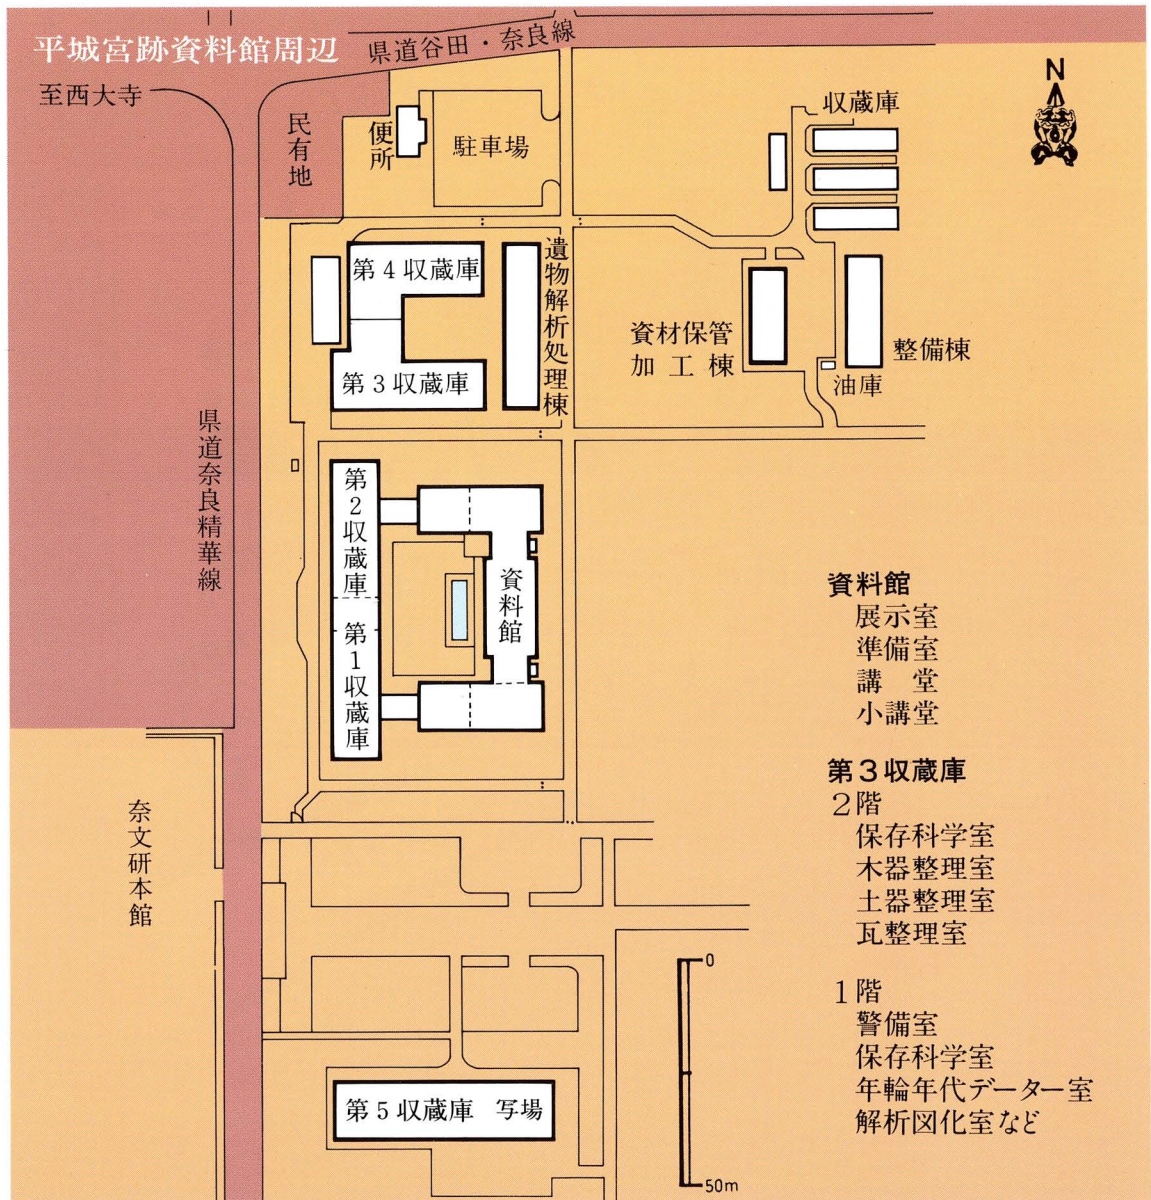 平城宮跡資料館周辺
県道谷田・奈良線
至西大寺
民有地
便所
駐車場
収蔵庫
N
第4収蔵庫
遺物解析処理棟
第3収蔵庫
資材保管
加工棟
整備棟
油庫
県道奈良精華線
第2収蔵庫
第1収蔵庫
資料館
奈文研本館
第5収蔵庫 写場
0
50m
資料館
展示室
準備室
講 堂
小講堂
第3収蔵庫
2階
保存科学室
木器整理室
土器整理室
瓦整理室
1階
警備室
保存科学室
年輪年代データー室
解析図化室など